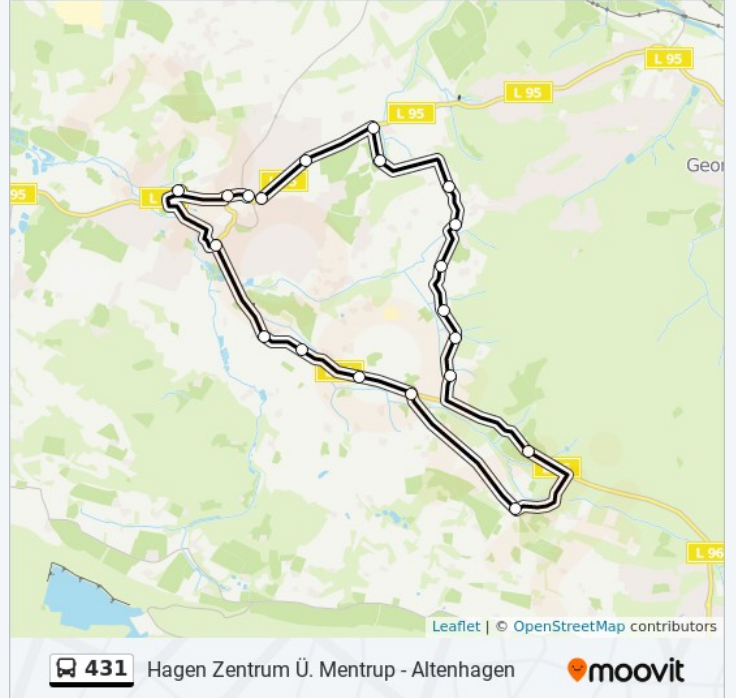 L 95
L 95
L 95
Geor
95
L
L 96
Leaflet | © OpenStreetMap contributors
431 Hagen Zentrum Ü. Mentrup - Altenhagen moovit